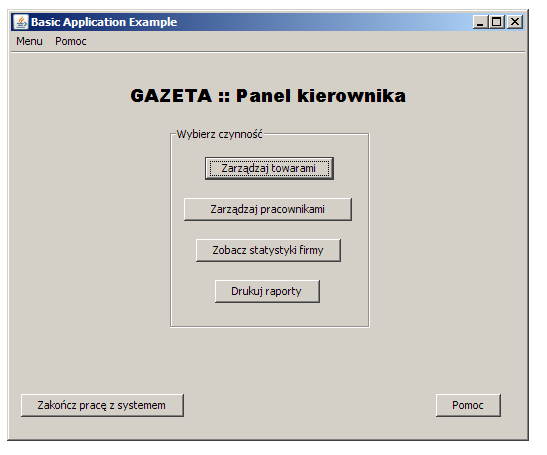 Basic Application Example
Menu Pomoc
GAZETA :: Panel kierownika
Wybierz czynność
Zarządzaj towarami
Zarządzaj pracownikami
Zobacz statystyki firmy
Drukuj raporty
Zakończ pracę z systemem
Pomoc